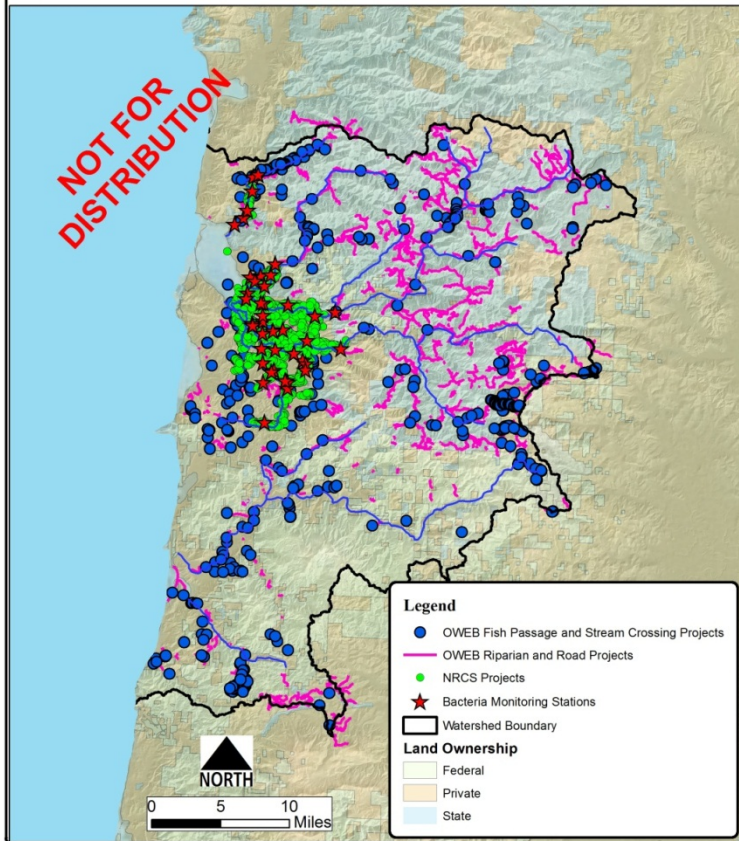 NOT FOR
DISTRIBUTION
Legend
OWEB Fish Passage and Stream Crossing Projects
OWEB Riparian and Road Projects
NRCS Projects
Bacteria Monitoring Stations
Watershed Boundary
Land Ownership
Federal
Private
State
NORTH
0 5 10
Miles